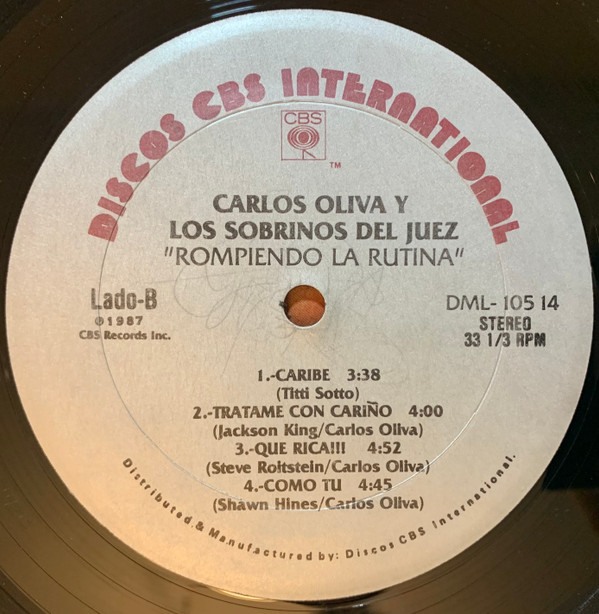 DISCOS CBS INTERNATIONAL
CBS
TM
CARLOS OLIVA Y
LOS SOBRINOS DEL JUEZ
"ROMPIENDO LA RUTINA"
Lado-B
℗1987
CBS Records Inc.
DML-10514
STEREO
33 1/3 RPM
1.-CARIBE 3:38
(Titti Sotto)
2.-TRATAME CON CARIÑO 4:00
(Jackson King/Carlos Oliva)
3.-QUE RICA!!! 4:52
(Steve Roitstein/Carlos Oliva)
4.-COMO TU 4:45
(Shawn Hines/Carlos Oliva)
Distributed & Manufactured by: Discos CBS International.